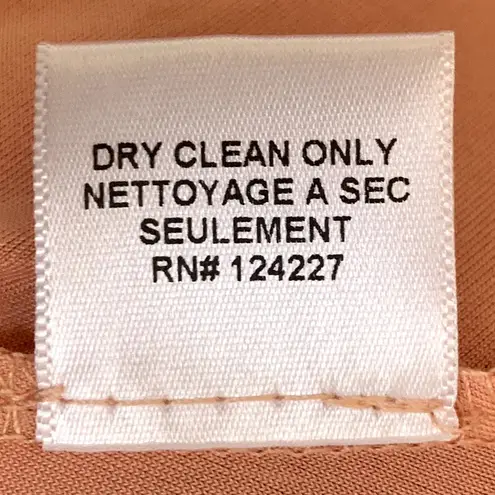 DRY CLEAN ONLY
NETTOYAGE A SEC
SEULEMENT
RN# 124227